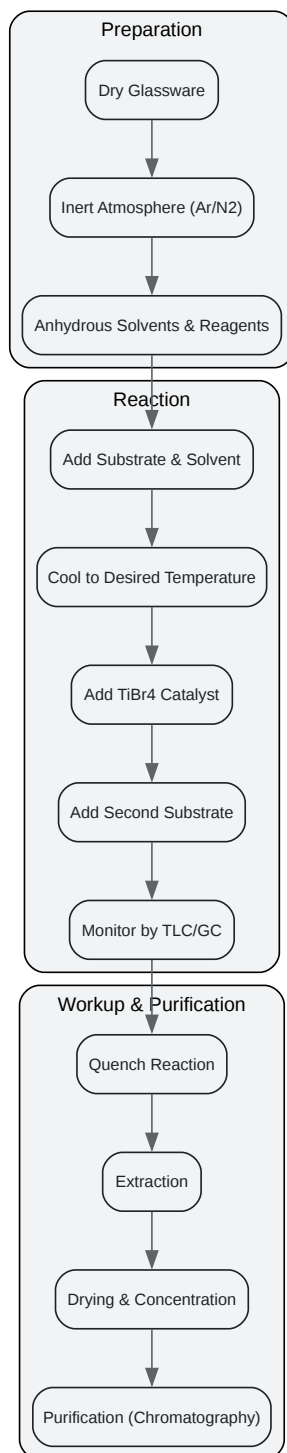 Preparation
Dry Glassware
Inert Atmosphere (Ar/N2)
Anhydrous Solvents & Reagents
Reaction
Add Substrate & Solvent
Cool to Desired Temperature
Add TiBr4 Catalyst
Add Second Substrate
Monitor by TLC/GC
Workup & Purification
Quench Reaction
Extraction
Drying & Concentration
Purification (Chromatography)